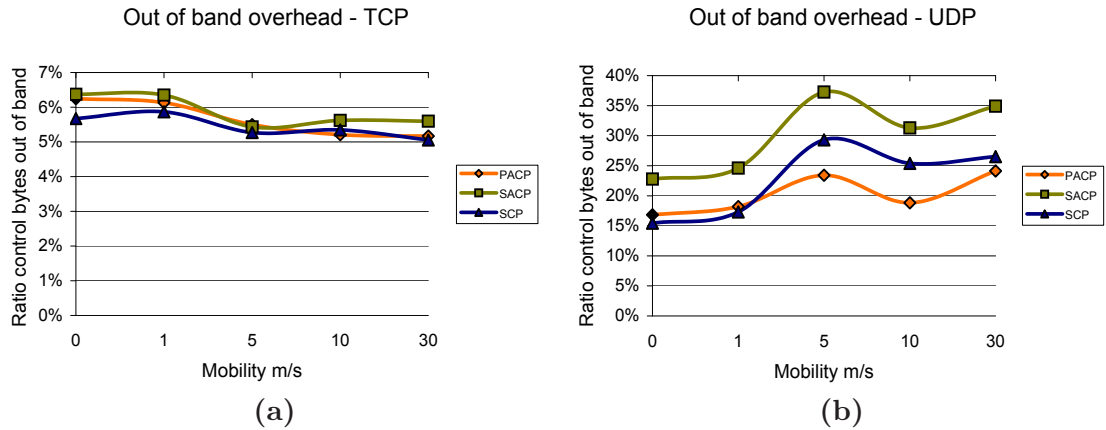 Out of band overhead - TCP
Ratio control bytes out of band
7%
6%
5%
4%
3%
2%
1%
0%
0 1 5 10 30
Mobility m/s
PACP
SACP
SCP
(a)
Out of band overhead - UDP
Ratio control bytes out of band
40%
35%
30%
25%
20%
15%
10%
5%
0%
0 1 5 10 30
Mobility m/s
PACP
SACP
SCP
(b)